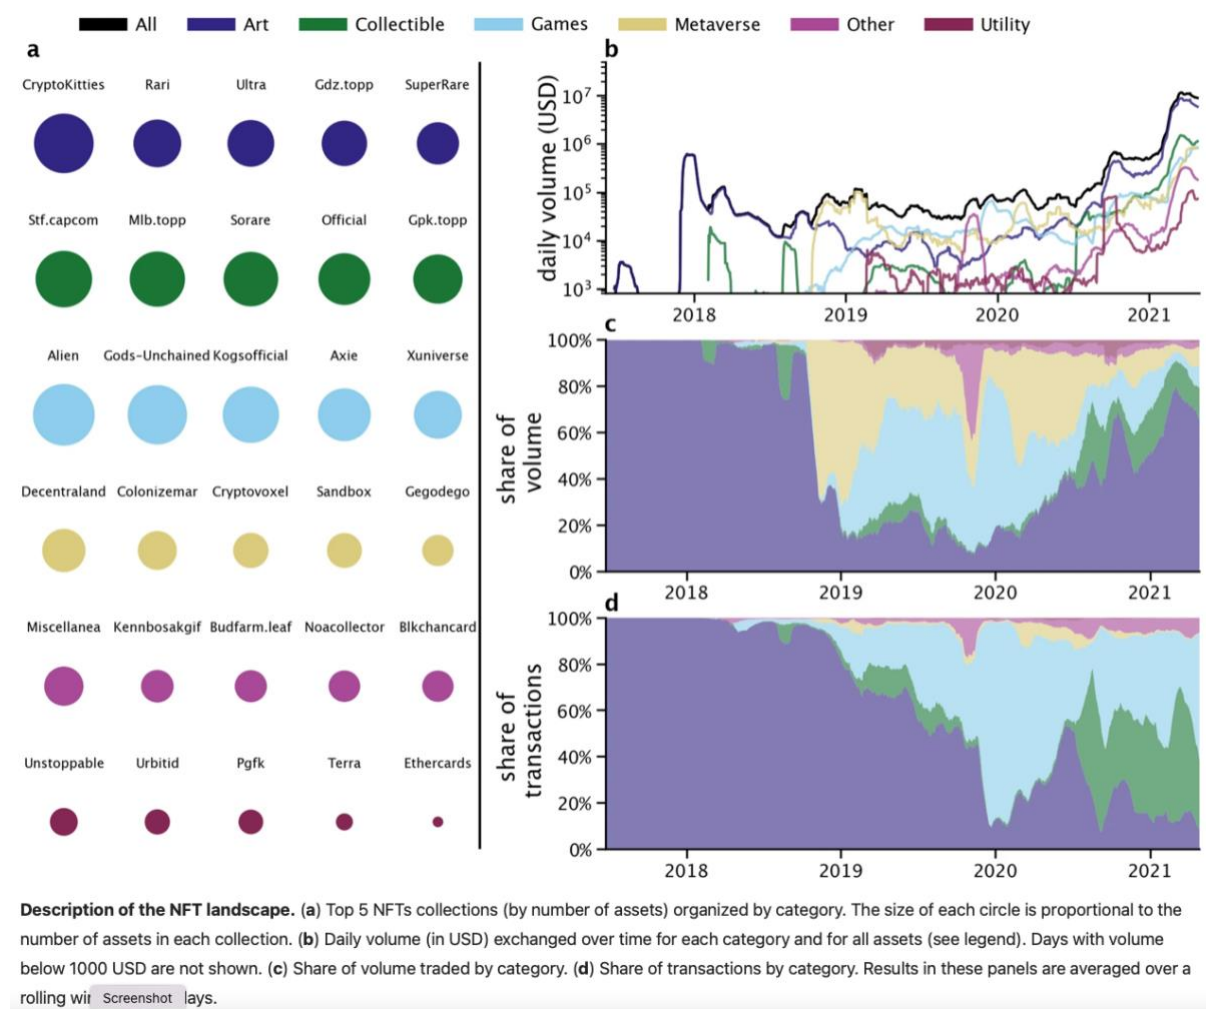 All Art Collectible Games Metaverse Other Utility
a
CryptoKitties Rari Ultra Gdz.topp SuperRare
Stf.capcom Mlb.topp Sorare Official Gpk.topp
Alien Gods-Unchained Kogsofficial Axie Xuniverse
Decentraland Colonizemar Cryptovoxel Sandbox Gegodego
Miscellanea Kennbosakgif Budfarm.leaf Noacollector Blkchancard
Unstoppable Urbitid Pgfk Terra Ethercards
b
daily volume (USD)
10⁷
10⁶
10⁵
10⁴
10³
2018 2019 2020 2021
c
share of
volume
100%
80%
60%
40%
20%
0%
2018 2019 2020 2021
d
share of
transactions
100%
80%
60%
40%
20%
0%
2018 2019 2020 2021
Description of the NFT landscape. (a) Top 5 NFTs collections (by number of assets) organized by category. The size of each circle is proportional to the
number of assets in each collection. (b) Daily volume (in USD) exchanged over time for each category and for all assets (see legend). Days with volume
below 1000 USD are not shown. (c) Share of volume traded by category. (d) Share of transactions by category. Results in these panels are averaged over a
rolling Screenshot